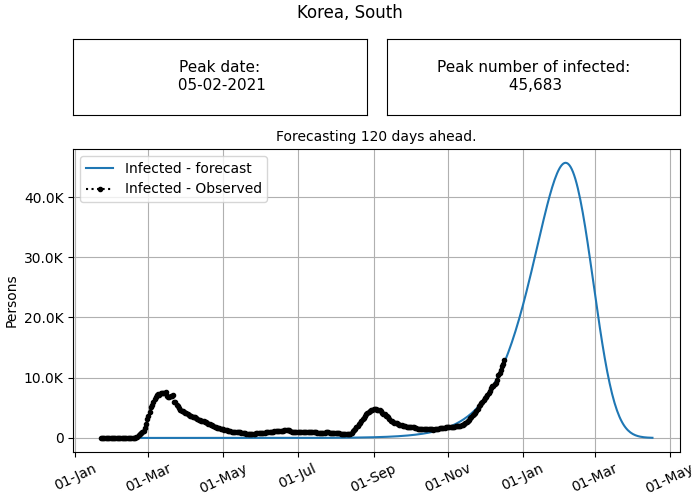 Korea, South
Peak date:
05-02-2021
Peak number of infected:
45,683
Forecasting 120 days ahead.
Infected - forecast
Infected - Observed
Persons
40.0K
30.0K
20.0K
10.0K
0
01-Jan
01-Mar
01-May
01-Jul
01-Sep
01-Nov
01-Jan
01-Mar
01-May